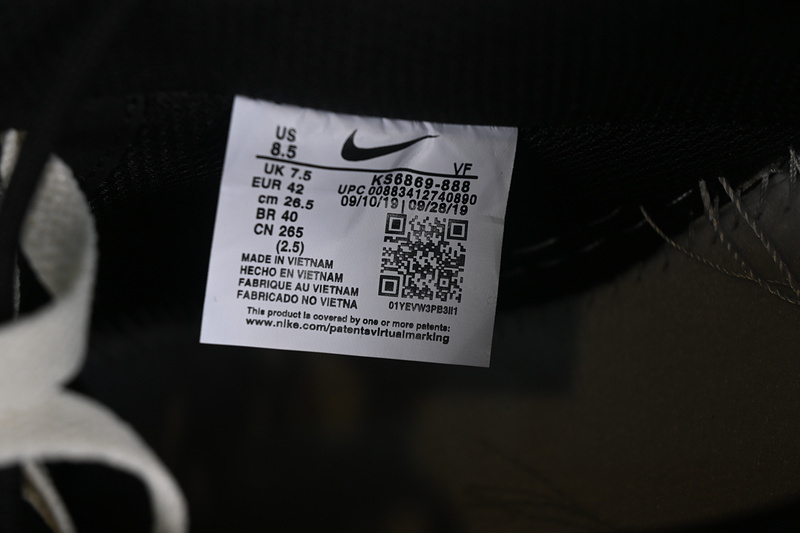 US
8.5
VF
UK 7.5
EUR 42
cm 26.5
BR 40
CN 265
(2.5)
KS6869-888
UPC 00883412740890
09/10/19 | 09/28/19
MADE IN VIETNAM
HECHO EN VIETNAM
FABRIQUE AU VIETNAM
FABRICADO NO VIETNA
01YEVW3PB3II1
This product is covered by one or more patents:
www.nike.com/patentsvirtualmarking